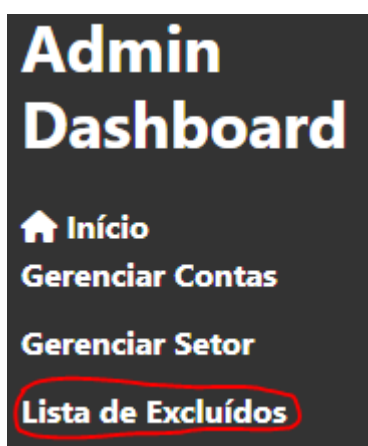 Admin
Dashboard
Início
Gerenciar Contas
Gerenciar Setor
Lista de Excluídos